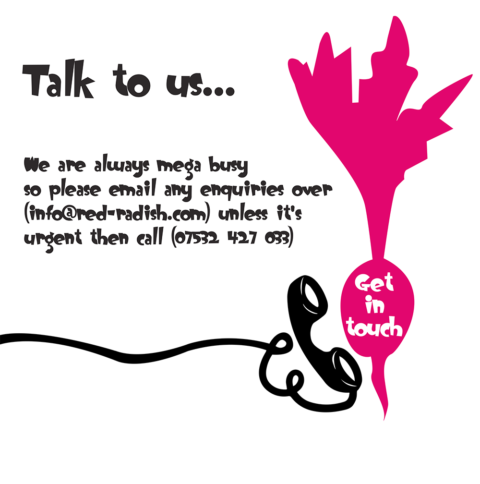 Talk to us...
We are always mega busy
so please email any enquiries over
(info@red-radish.com) unless it's
urgent then call (07532 427 033)
Get
in
touch